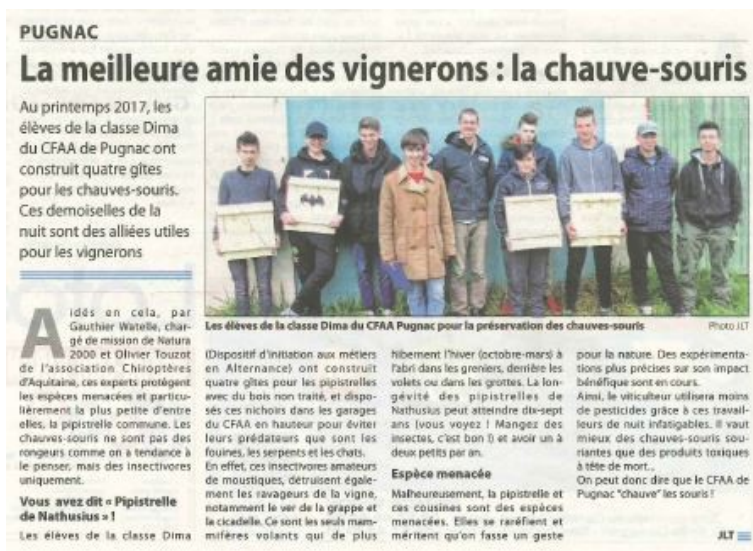 PUGNAC
La meilleure amie des vignerons : la chauve-souris
Au printemps 2017, les
élèves de la classe Dima
du CFAA de Pugnac ont
construit quatre gîtes
pour les chauves-souris.
Ces demoiselles de la
nuit sont des alliées utiles
pour les vignerons
Les élèves de la classe Dima du CFAA Pugnac pour la préservation des chauves-souris
Photo JLT
Aidés en cela, par
Gauthier Watelle, char-
gé de mission de Natura
2000 et Olivier Touzot
de l'association Chiroptères
d'Aquitaine, ces experts protègent
les espèces menacées et particu-
lièrement la plus petite d'entre
elles, la pipistrelle commune. Les
chauves-souris ne sont pas des
rongeurs comme on a tendance à
le penser, mais des insectivores
uniquement.
Vous avez dit « Pipistrelle
de Nathusius » !
Les élèves de la classe Dima
(Dispositif d'initiation aux métiers
en Alternance) ont construit
quatre gîtes pour les pipistrelles
avec du bois non traité, et dispo-
sés ces nichoirs dans les garages
du CFAA en hauteur pour éviter
leurs prédateurs que sont les
fouines, les serpents et les chats.
En effet, ces insectivores amateurs
de moustiques, détruisent égale-
ment les ravageurs de la vigne,
notamment le ver de la grappe et
la cicadelle. Ce sont les seuls mam-
mifères volants qui de plus
hibernent l'hiver (octobre-mars) à
l'abri dans les greniers, derrière les
volets ou dans les grottes. La lon-
gévité des pipistrelles de
Nathusius peut atteindre dix-sept
ans (vous voyez ! Mangez des
insectes, c'est bon !) et avoir un à
deux petits par an.
Espèce menacée
Malheureusement, la pipistrelle et
ces cousines sont des espèces
menacées. Elles se raréfient et
méritent qu'on fasse un geste
pour la nature. Des expérimenta-
tions plus précises sur son impact
bénéfique sont en cours.
Ainsi, le viticulteur utilisera moins
de pesticides grâce à ces travail-
leurs de nuit infatigables. Il vaut
mieux des chauves-souris sou-
riantes que des produits toxiques
à tête de mort...
On peut donc dire que le CFAA de
Pugnac "chauve" les souris !
JLT